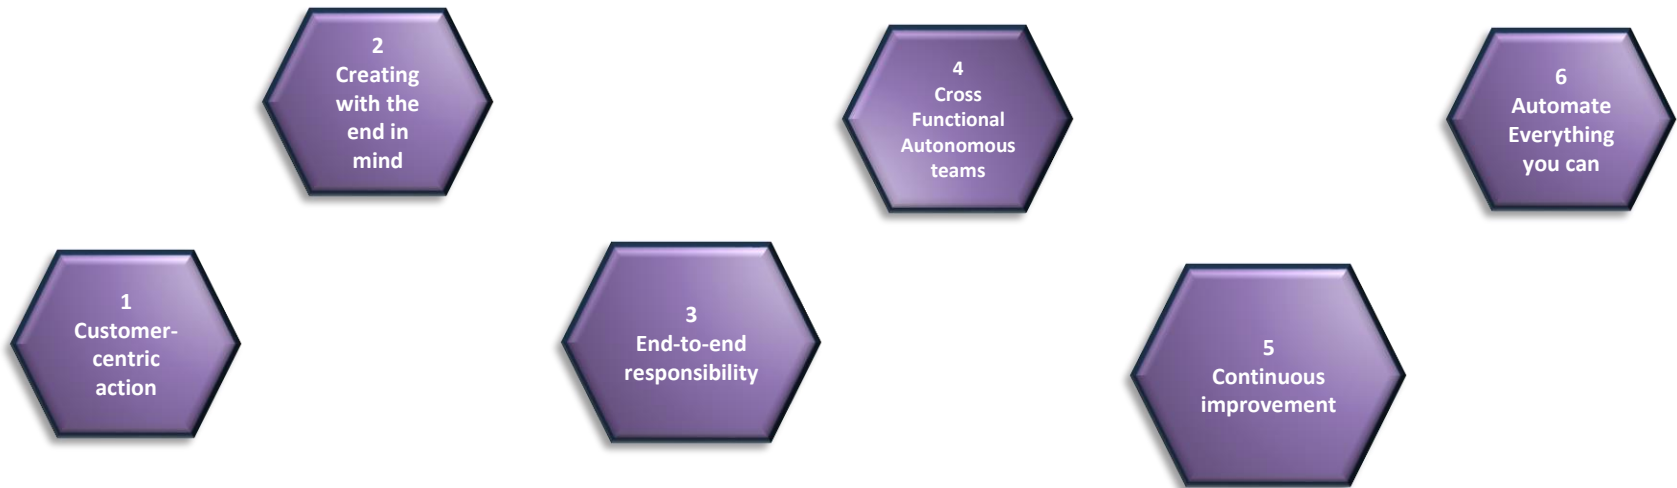 1
Customer-
centric
action
2
Creating
with the
end in
mind
3
End-to-end
responsibility
4
Cross
Functional
Autonomous
teams
5
Continuous
improvement
6
Automate
Everything
you can